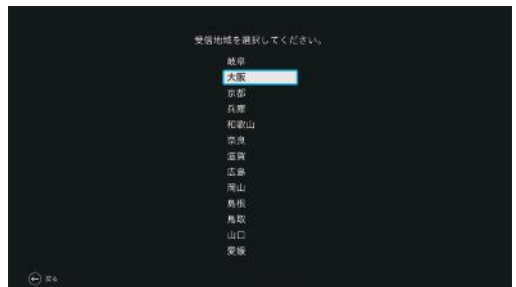 受信地域を選択してください。
岐阜
大阪
京都
兵庫
和歌山
奈良
滋賀
広島
岡山
島根
鳥取
山口
愛媛
戻る